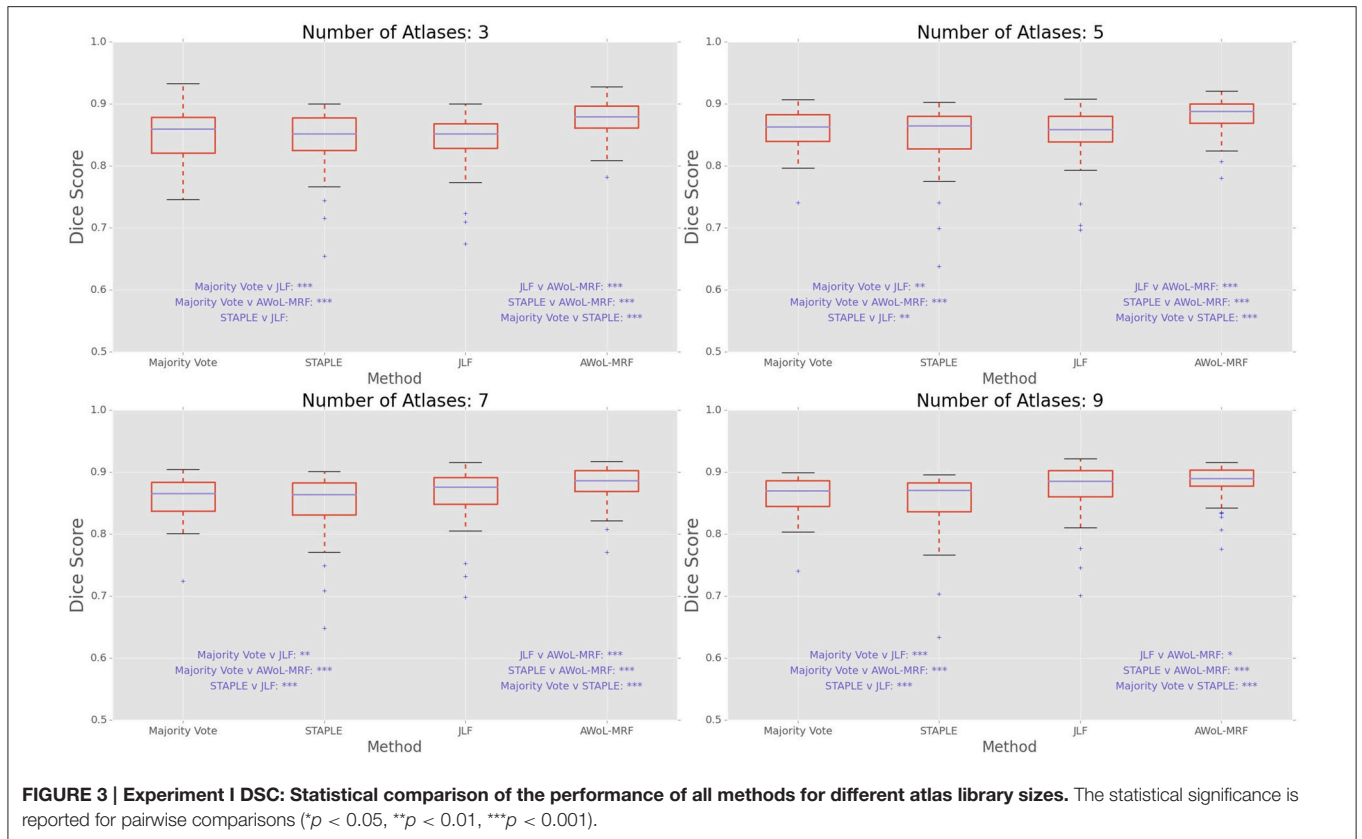 Number of Atlases: 3
1.0
0.9
0.8
0.7
0.6
0.5
Dice Score
Majority Vote v JLF: ***
Majority Vote v AWoL-MRF: ***
STAPLE v JLF:
JLF v AWoL-MRF: ***
STAPLE v AWoL-MRF: ***
Majority Vote v STAPLE: ***
Majority Vote STAPLE JLF AWoL-MRF
Method
Number of Atlases: 5
1.0
0.9
0.8
0.7
0.6
0.5
Dice Score
Majority Vote v JLF: **
Majority Vote v AWoL-MRF: ***
STAPLE v JLF: **
JLF v AWoL-MRF: ***
STAPLE v AWoL-MRF: ***
Majority Vote v STAPLE: ***
Majority Vote STAPLE JLF AWoL-MRF
Method
Number of Atlases: 7
1.0
0.9
0.8
0.7
0.6
0.5
Dice Score
Majority Vote v JLF: **
Majority Vote v AWoL-MRF: ***
STAPLE v JLF: ***
JLF v AWoL-MRF: ***
STAPLE v AWoL-MRF: ***
Majority Vote v STAPLE: ***
Majority Vote STAPLE JLF AWoL-MRF
Method
Number of Atlases: 9
1.0
0.9
0.8
0.7
0.6
0.5
Dice Score
Majority Vote v JLF: ***
Majority Vote v AWoL-MRF: ***
STAPLE v JLF: ***
JLF v AWoL-MRF: *
STAPLE v AWoL-MRF: ***
Majority Vote v STAPLE: ***
Majority Vote STAPLE JLF AWoL-MRF
Method
FIGURE 3 | Experiment I DSC: Statistical comparison of the performance of all methods for different atlas library sizes. The statistical significance is
reported for pairwise comparisons (*p < 0.05, **p < 0.01, ***p < 0.001).